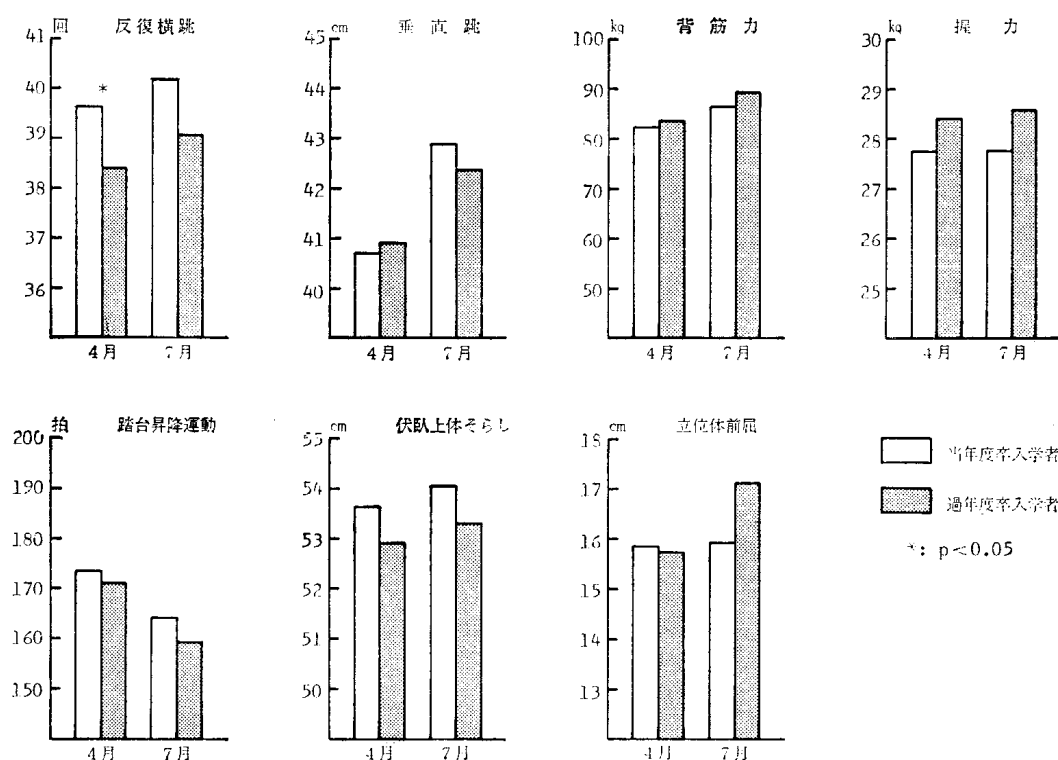 回 反復横跳
41
40
39
38
37
36
*
4月 7月
cm 垂直跳
45
44
43
42
41
40
4月 7月
kg 背筋力
100
90
80
70
60
50
4月 7月
kg 握力
30
29
28
27
26
25
4月 7月
拍 踏台昇降運動
200
190
180
170
160
150
4月 7月
cm 伏臥上体そらし
55
54
53
52
51
50
4月 7月
cm 立位体前屈
18
17
16
15
14
13
4月 7月
当年度卒入学者
過年度卒入学者
*: p<0.05